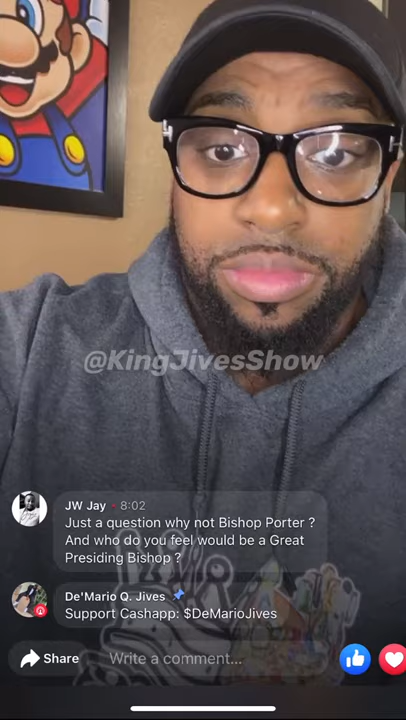 @KingJivesShow
JW Jay • 8:02
Just a question why not Bishop Porter ?
And who do you feel would be a Great
Presiding Bishop ?
De'Mario Q. Jives
Support Cashapp: $DeMarioJives
Share
Write a comment...